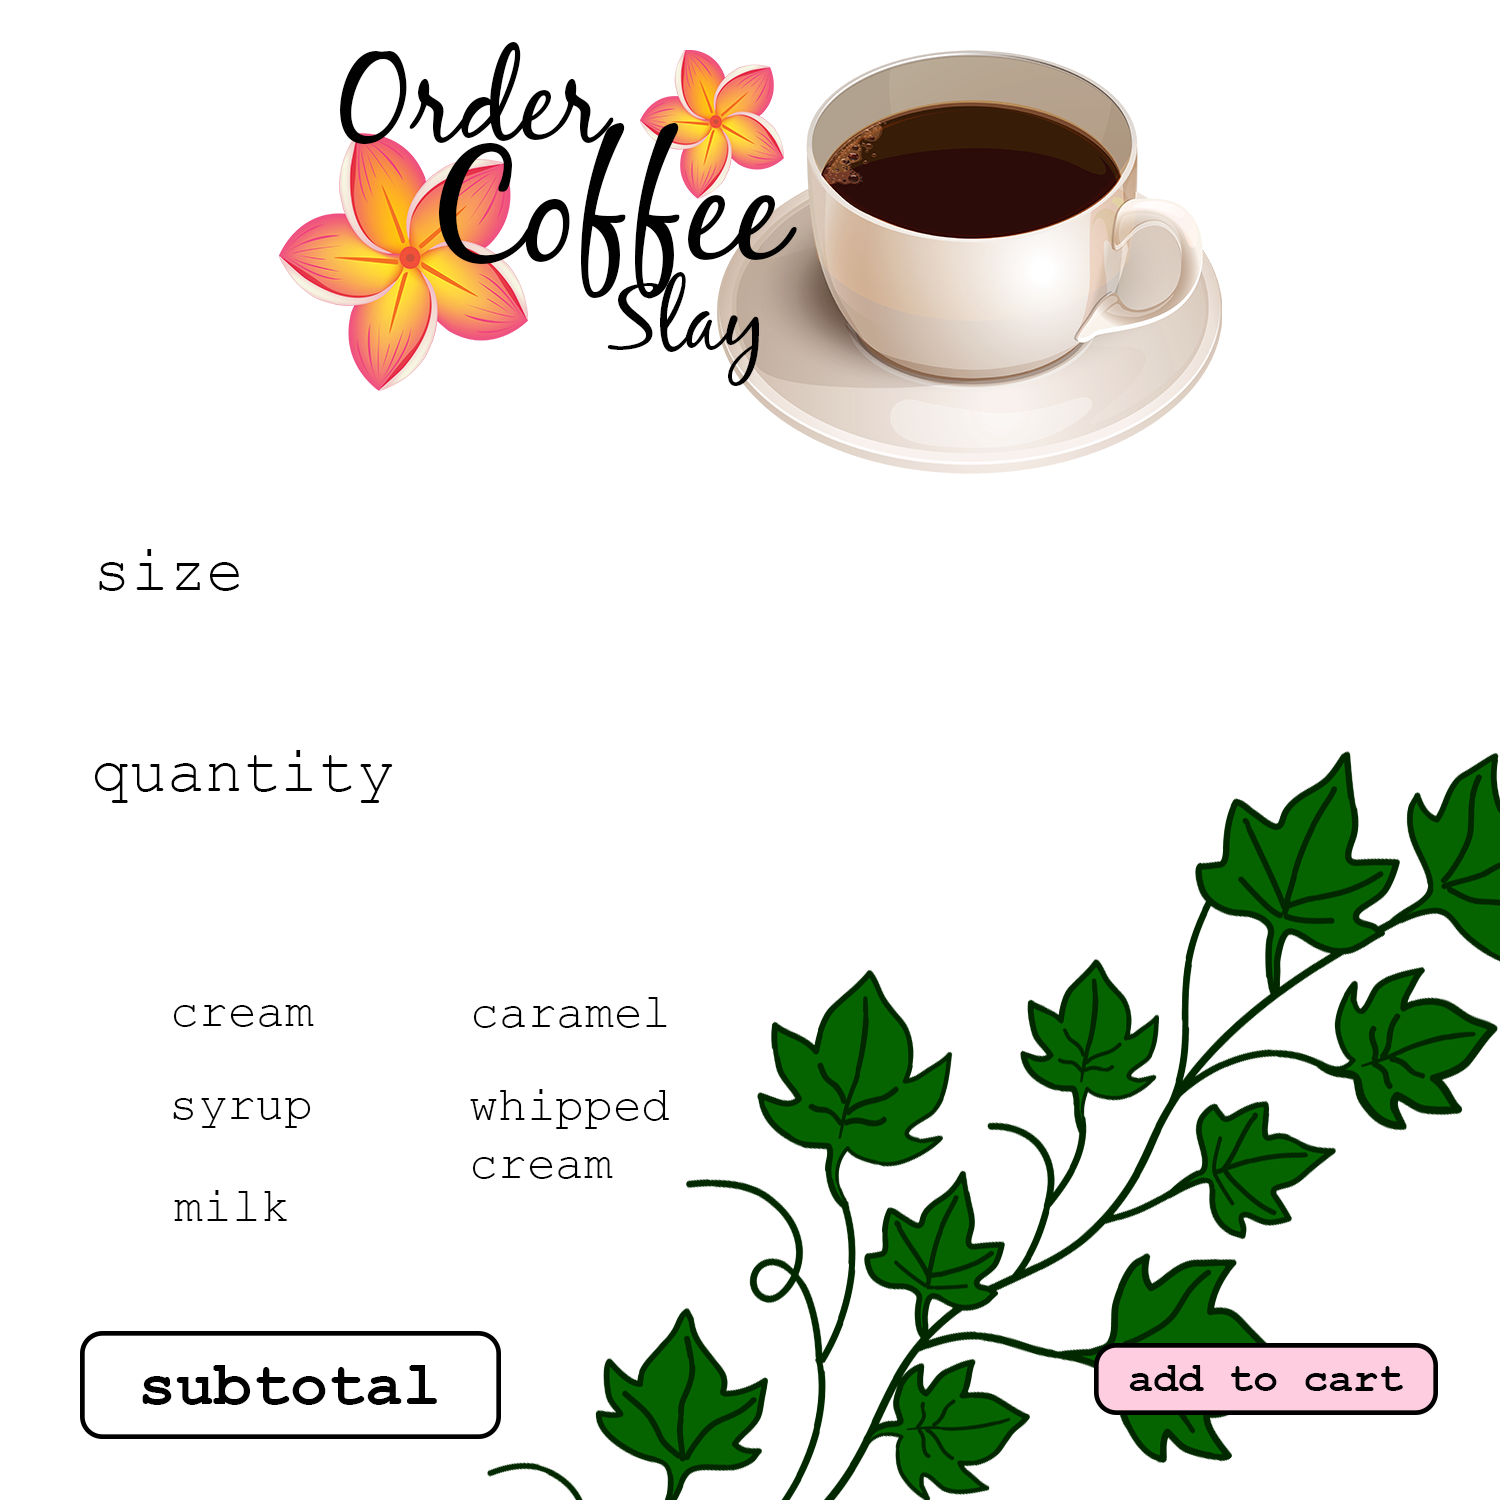 Order
Coffee
Slay
size
quantity
cream
caramel
syrup
whipped
cream
milk
subtotal
add to cart